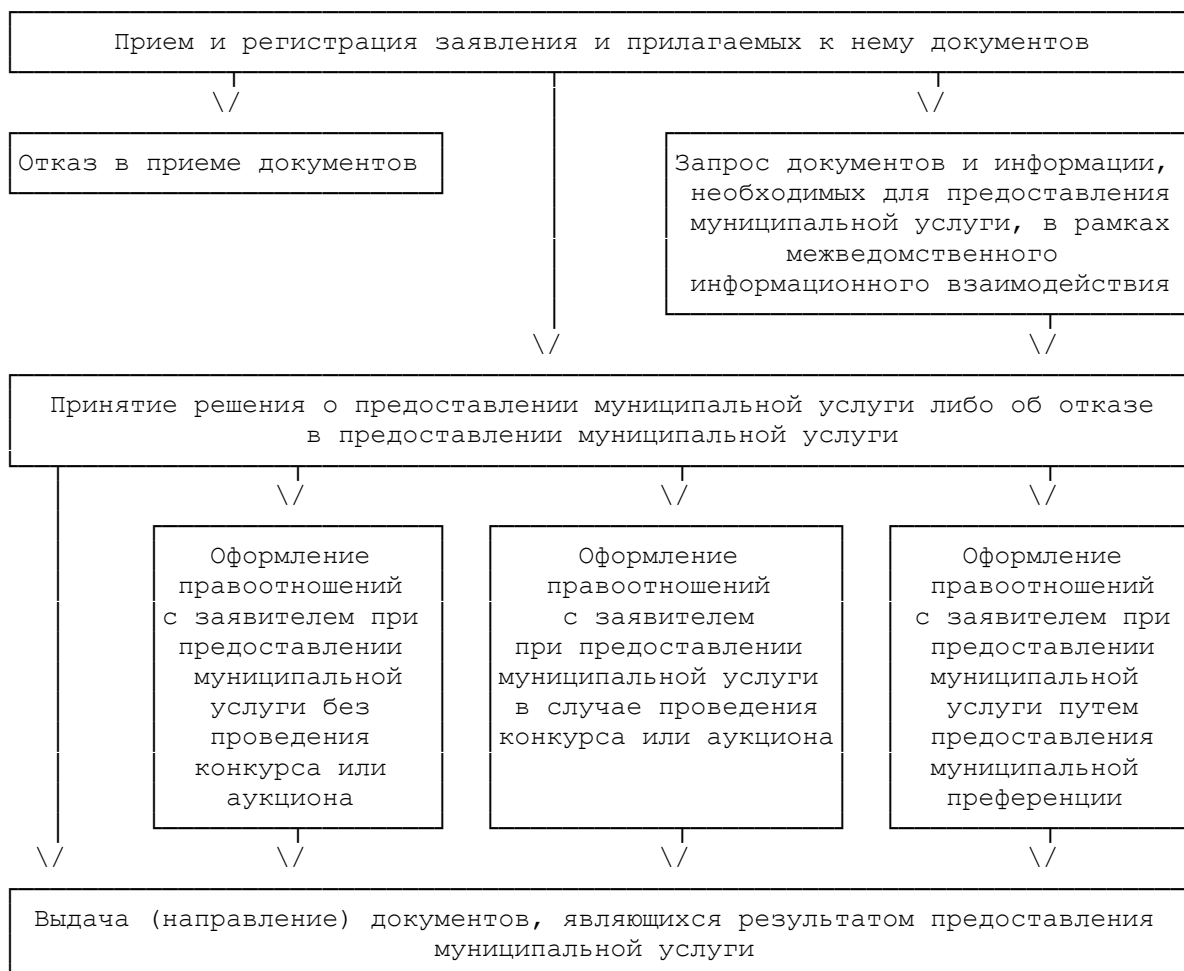 Прием и регистрация заявления и прилагаемых к нему документов
Отказ в приеме документов
Запрос документов и информации,
необходимых для предоставления
муниципальной услуги, в рамках
межведомственного
информационного взаимодействия
Принятие решения о предоставлении муниципальной услуги либо об отказе
в предоставлении муниципальной услуги
Оформление
правоотношений
с заявителем при
предоставлении
муниципальной
услуги без
проведения
конкурса или
аукциона
Оформление
правоотношений
с заявителем
при предоставлении
муниципальной услуги
в случае проведения
конкурса или аукциона
Оформление
правоотношений
с заявителем при
предоставлении
муниципальной
услуги путем
предоставления
муниципальной
преференции
Выдача (направление) документов, являющихся результатом предоставления
муниципальной услуги